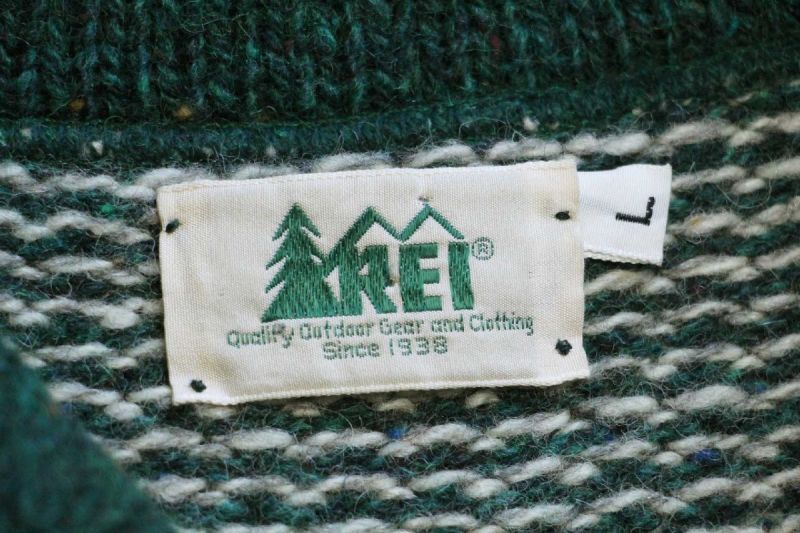 REI®
Quality Outdoor Gear and Clothing
Since 1938
L